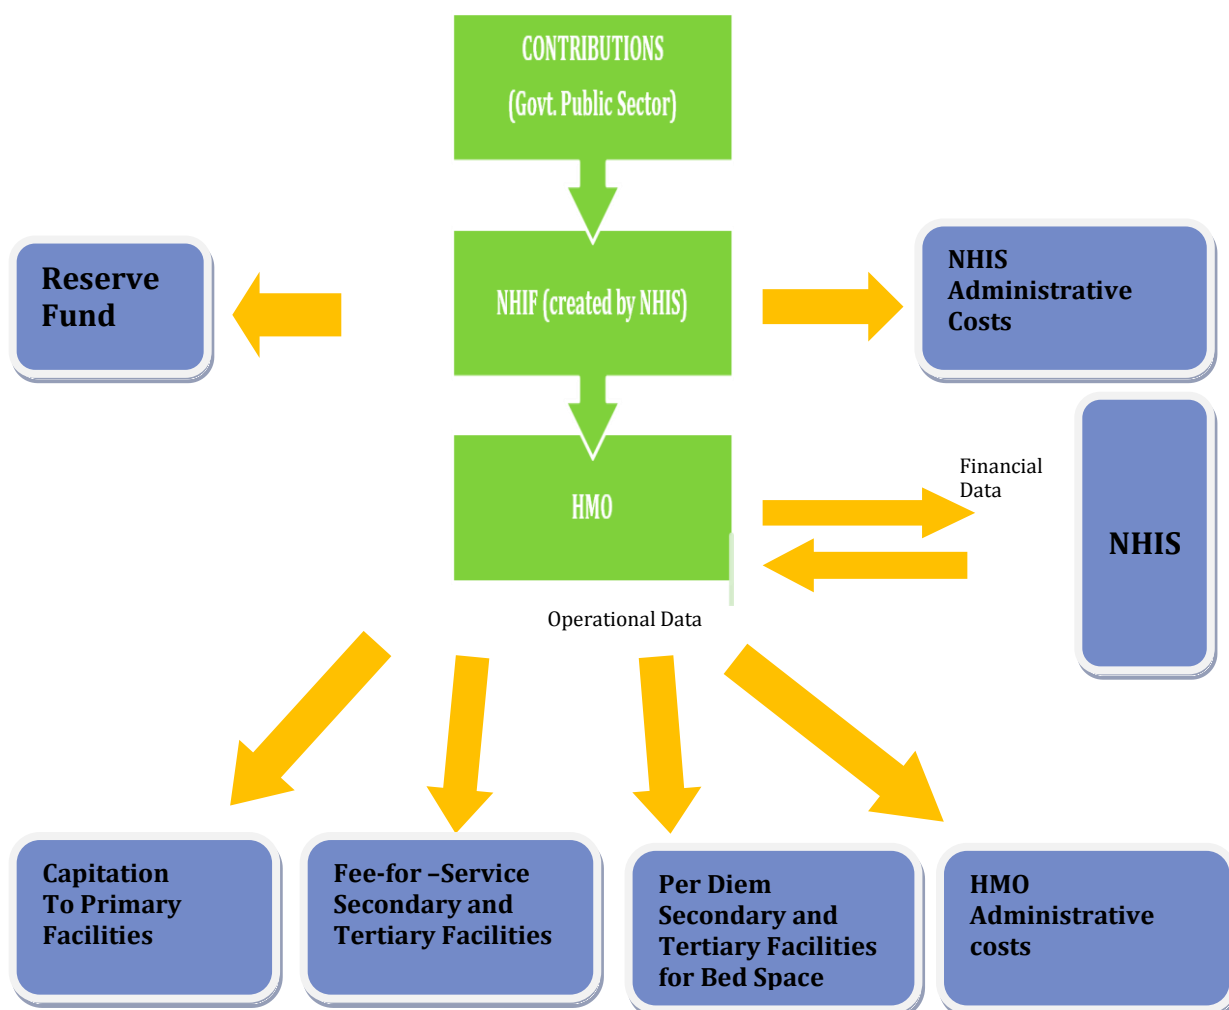 CONTRIBUTIONS
(Govt. Public Sector)
Reserve
Fund
NHIF (created by NHIS)
NHIS
Administrative
Costs
HMO
Financial
Data
NHIS
Operational Data
Capitation
To Primary
Facilities
Fee-for –Service
Secondary and
Tertiary Facilities
Per Diem
Secondary and
Tertiary Facilities
for Bed Space
HMO
Administrative
costs